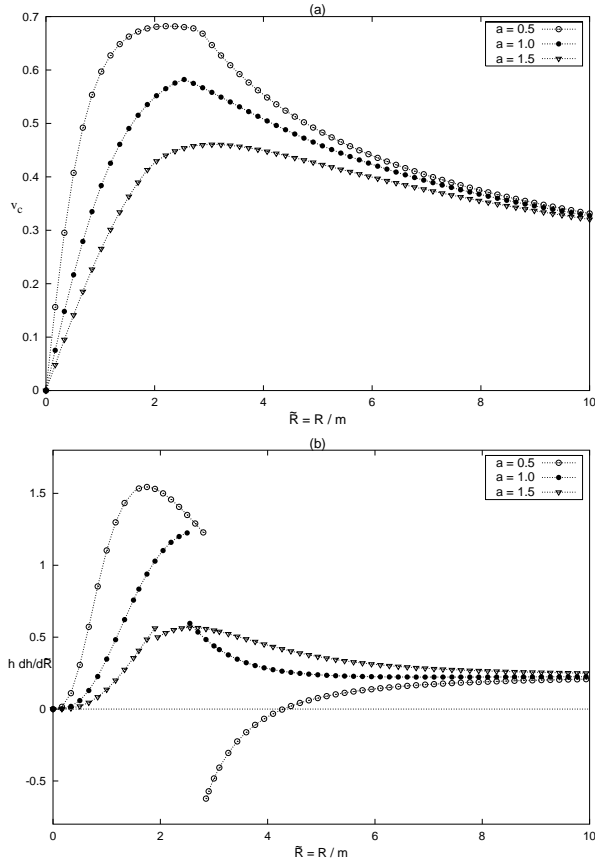 (a)
0.7
0.6
0.5
0.4
v_c
0.3
0.2
0.1
0
0 2 4 6 8 10
R̃ = R / m
a = 0.5
a = 1.0
a = 1.5
(b)
1.5
1
0.5
h dh/dR̃
0
-0.5
0 2 4 6 8 10
R̃ = R / m
a = 0.5
a = 1.0
a = 1.5